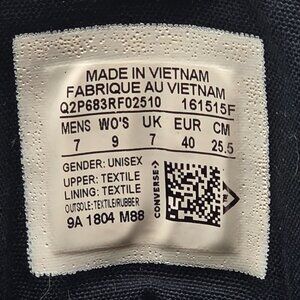 MADE IN VIETNAM
FABRIQUE AU VIETNAM
Q2P683RF02510 161515F
MENS WO'S UK EUR CM
7 9 7 40 25.5
GENDER: UNISEX
UPPER: TEXTILE
LINING: TEXTILE
OUTSOLE: TEXTILE/RUBBER
9A 1804 M88
CONVERSE